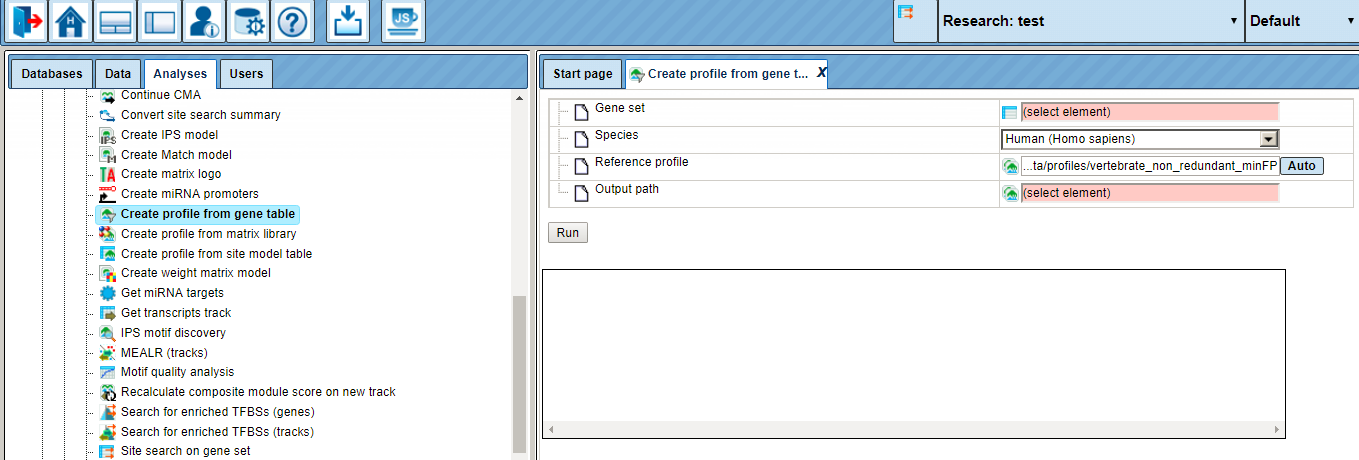 H
i
?
JS
Research: test
Default
Databases
Data
Analyses
Users
Continue CMA
Convert site search summary
Create IPS model
Create Match model
Create matrix logo
Create miRNA promoters
Create profile from gene table
Create profile from matrix library
Create profile from site model table
Create weight matrix model
Get miRNA targets
Get transcripts track
IPS motif discovery
MEALR (tracks)
Motif quality analysis
Recalculate composite module score on new track
Search for enriched TFBSs (genes)
Search for enriched TFBSs (tracks)
Site search on gene set
Start page
Create profile from gene t... X
Gene set (select element)
Species Human (Homo sapiens)
Reference profile ...ta/profiles/vertebrate_non_redundant_minFP Auto
Output path (select element)
Run